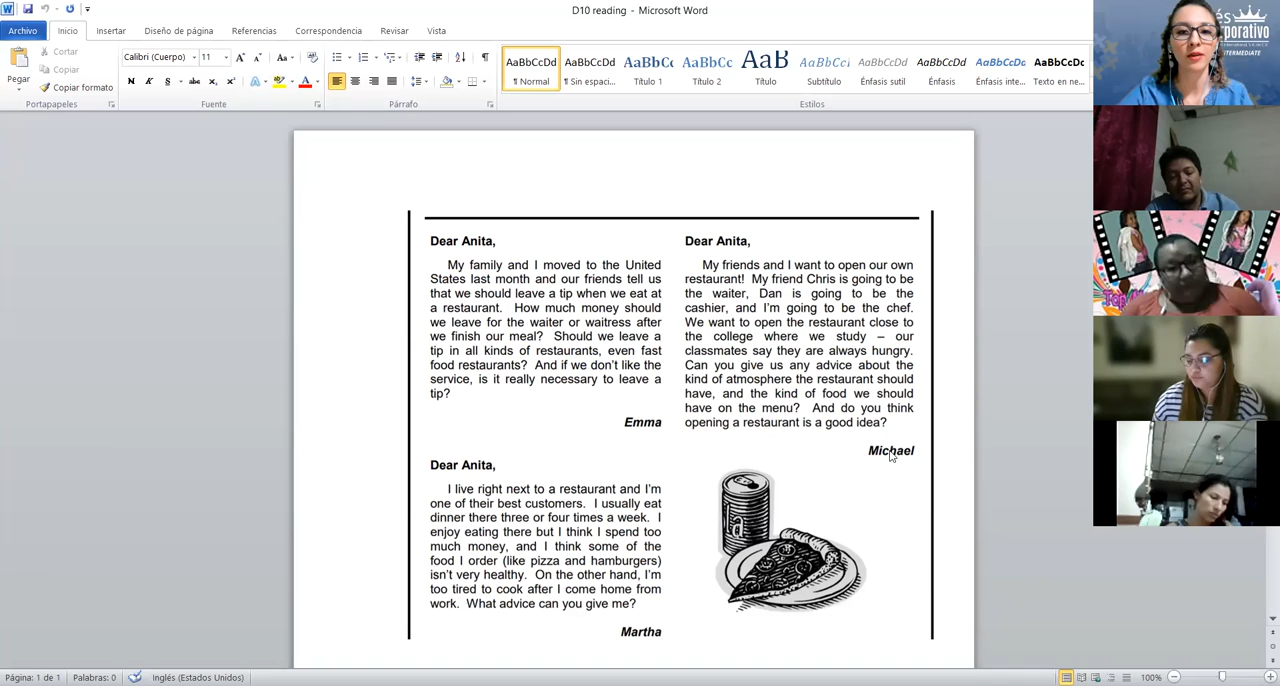 D10 reading - Microsoft Word
Archivo
Inicio
Insertar
Diseño de página
Referencias
Correspondencia
Revisar
Vista
Pegar
Cortar
Copiar
Copiar formato
Portapapeles
Calibri (Cuerpo)
11
Fuente
Párrafo
AaBbCcDd
AaBbCcDd
AaBbCc
AaBbCc
AaB
AaBbCcI
AaBbCcDd
AaBbCcDd
AaBbCcDd
AaBbCcDd
¶ Normal
¶ Sin espaci...
Título 1
Título 2
Título
Subtítulo
Énfasis sutil
Énfasis
Énfasis inte...
Texto en ne...
Estilos
Dear Anita,
My family and I moved to the United
States last month and our friends tell us
that we should leave a tip when we eat at
a restaurant. How much money should
we leave for the waiter or waitress after
we finish our meal? Should we leave a
tip in all kinds of restaurants, even fast
food restaurants? And if we don't like the
service, is it really necessary to leave a
tip?
Emma
Dear Anita,
I live right next to a restaurant and I'm
one of their best customers. I usually eat
dinner there three or four times a week. I
enjoy eating there but I think I spend too
much money, and I think some of the
food I order (like pizza and hamburgers)
isn't very healthy. On the other hand, I'm
too tired to cook after I come home from
work. What advice can you give me?
Martha
Dear Anita,
My friends and I want to open our own
restaurant! My friend Chris is going to be
the waiter, Dan is going to be the
cashier, and I'm going to be the chef.
We want to open the restaurant close to
the college where we study – our
classmates say they are always hungry.
Can you give us any advice about the
kind of atmosphere the restaurant should
have, and the kind of food we should
have on the menu? And do you think
opening a restaurant is a good idea?
Michael
Página: 1 de 1
Palabras: 0
Inglés (Estados Unidos)
100%